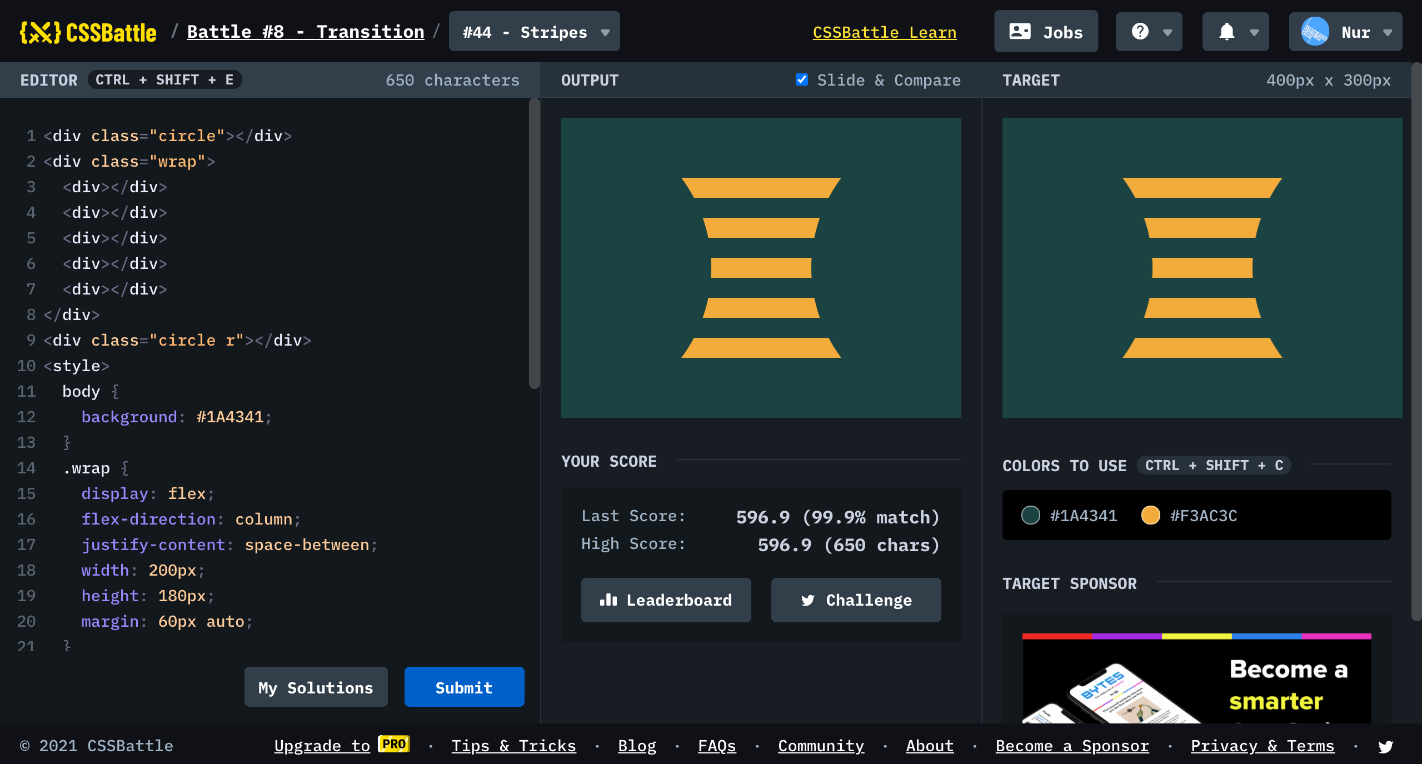 {X} CSSBattle / Battle #8 - Transition / #44 - Stripes CSSBattle Learn Jobs Nur
EDITOR CTRL + SHIFT + E 650 characters OUTPUT Slide & Compare TARGET 400px x 300px
1 <div class="circle"></div>
2 <div class="wrap">
3 <div></div>
4 <div></div>
5 <div></div>
6 <div></div>
7 <div></div>
8 </div>
9 <div class="circle r"></div>
10 <style>
11 body {
12 background: #1A4341;
13 }
14 .wrap {
15 display: flex;
16 flex-direction: column;
17 justify-content: space-between;
18 width: 200px;
19 height: 180px;
20 margin: 60px auto;
21 }
My Solutions Submit
YOUR SCORE
Last Score: 596.9 (99.9% match)
High Score: 596.9 (650 chars)
Leaderboard Challenge
COLORS TO USE CTRL + SHIFT + C
#1A4341 #F3AC3C
TARGET SPONSOR
BYTES
Become a
smarter
© 2021 CSSBattle Upgrade to PRO · Tips & Tricks · Blog · FAQs · Community · About · Become a Sponsor · Privacy & Terms ·